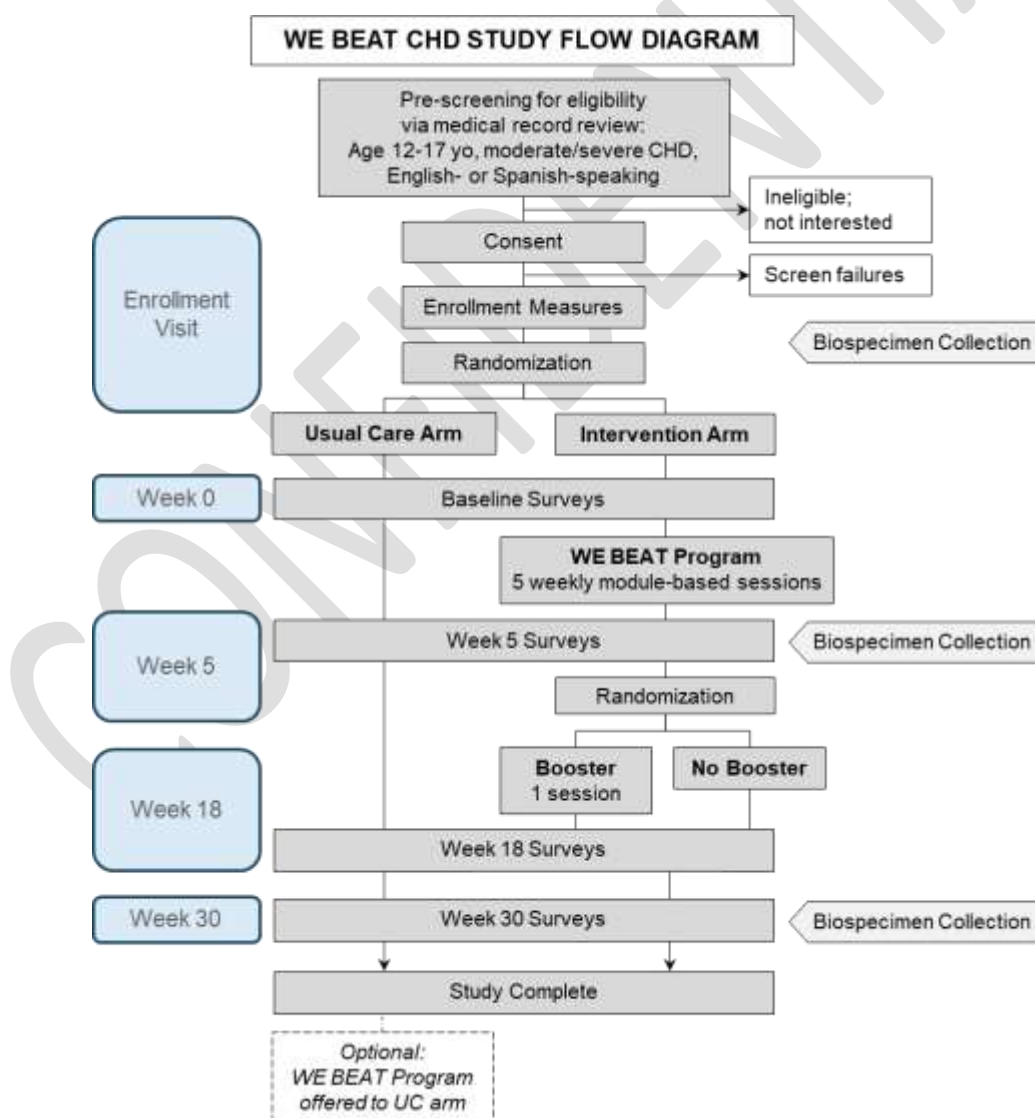 WE BEAT CHD STUDY FLOW DIAGRAM
Pre-screening for eligibility
via medical record review:
Age 12-17 yo, moderate/severe CHD,
English- or Spanish-speaking
Ineligible;
not interested
Consent
Screen failures
Enrollment
Visit
Enrollment Measures
Biospecimen Collection
Randomization
Usual Care Arm
Intervention Arm
Week 0
Baseline Surveys
WE BEAT Program
5 weekly module-based sessions
Week 5
Week 5 Surveys
Biospecimen Collection
Randomization
Week 18
Booster
1 session
No Booster
Week 18 Surveys
Week 30
Week 30 Surveys
Biospecimen Collection
Study Complete
Optional:
WE BEAT Program
offered to UC arm